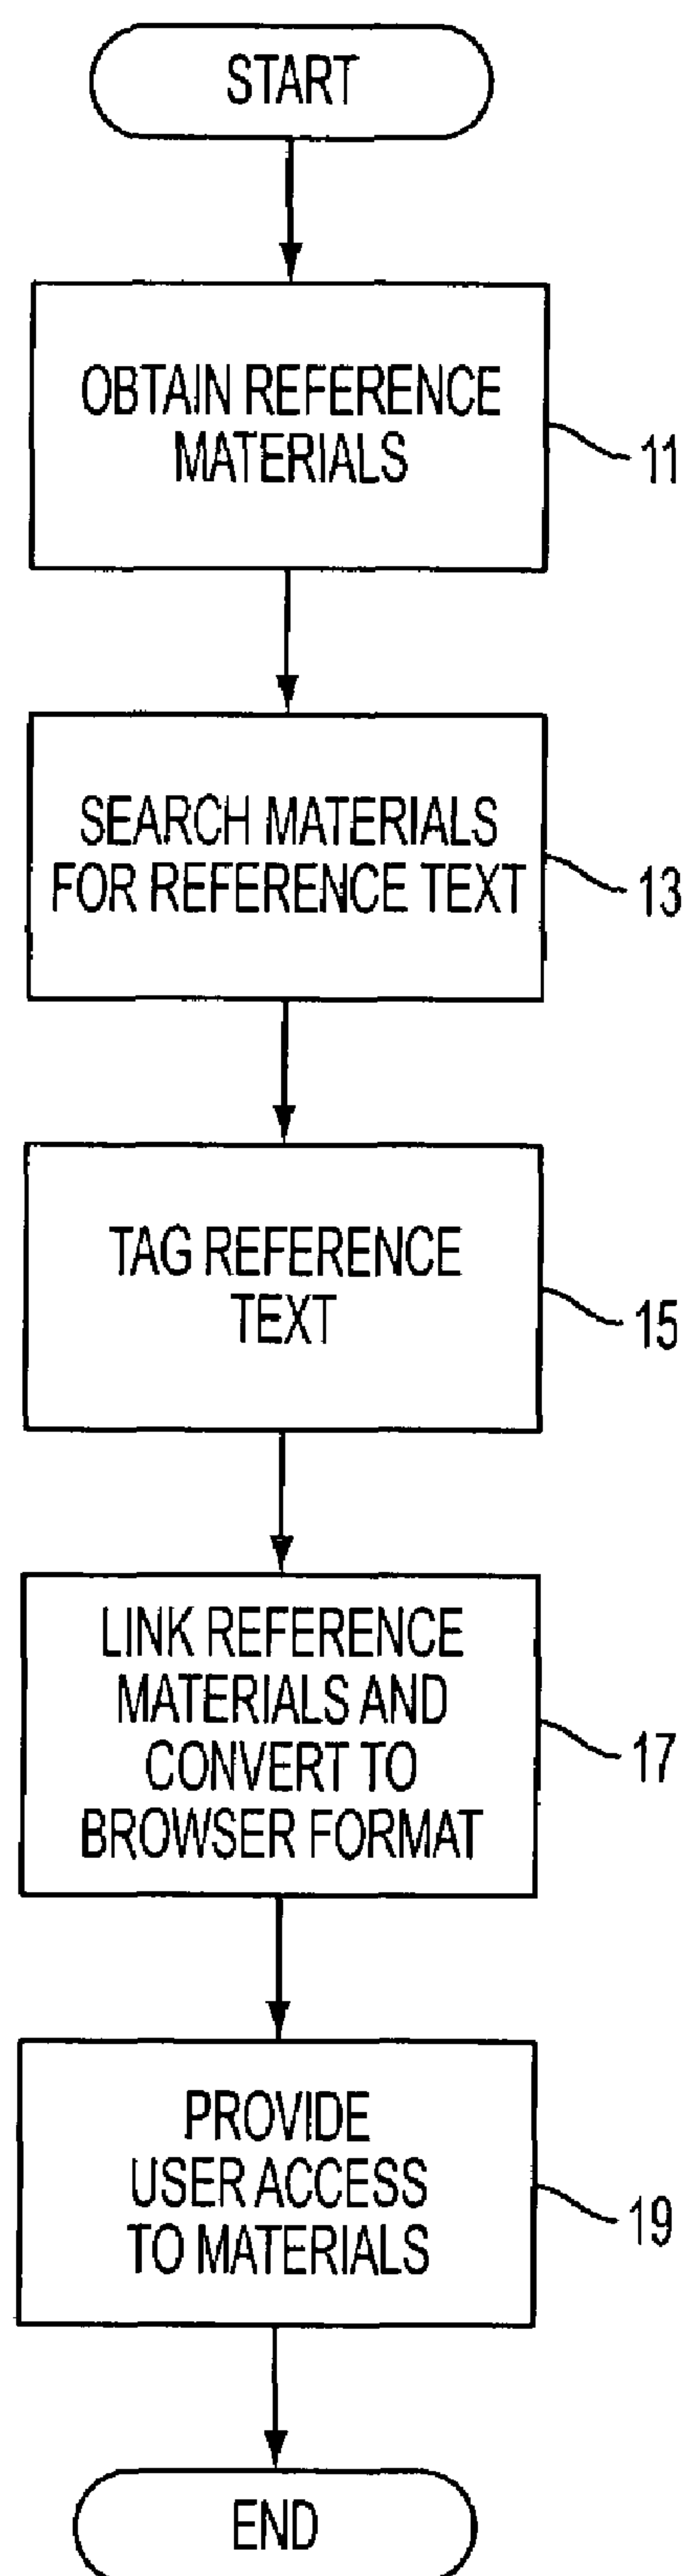 START
OBTAIN REFERENCE
MATERIALS
11
SEARCH MATERIALS
FOR REFERENCE TEXT
13
TAG REFERENCE
TEXT
15
LINK REFERENCE
MATERIALS AND
CONVERT TO
BROWSER FORMAT
17
PROVIDE
USER ACCESS
TO MATERIALS
19
END